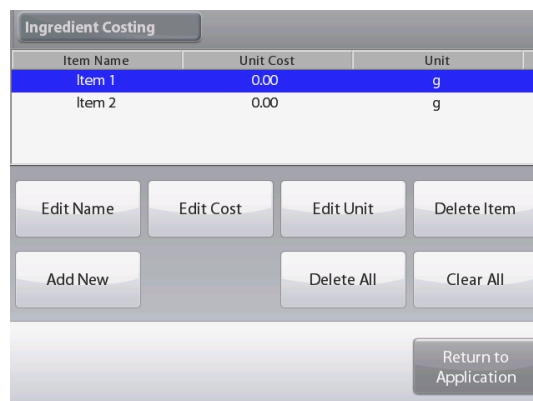 Ingredient Costing
Item Name Unit Cost Unit
Item 1 0.00 g
Item 2 0.00 g
Edit Name Edit Cost Edit Unit Delete Item
Add New Delete All Clear All
Return to
Application